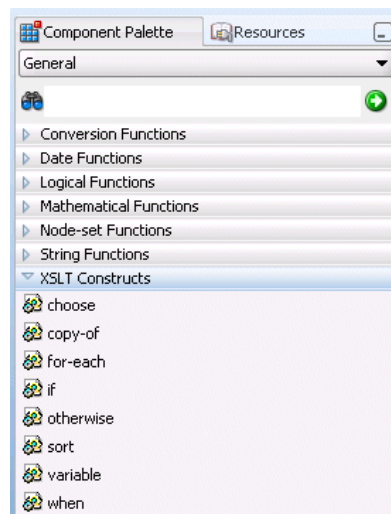 Component Palette Resources
General
Conversion Functions
Date Functions
Logical Functions
Mathematical Functions
Node-set Functions
String Functions
XSLT Constructs
choose
copy-of
for-each
if
otherwise
sort
variable
when